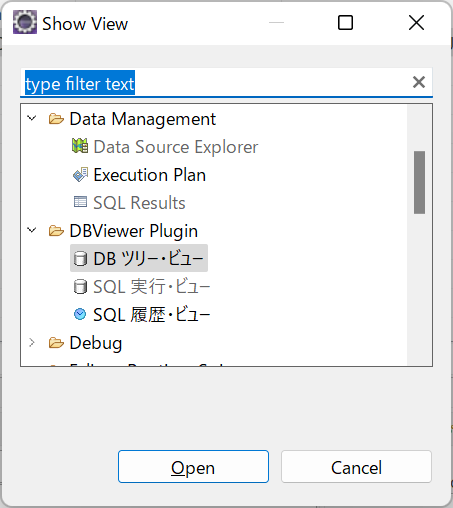 Show View
type filter text
Data Management
Data Source Explorer
Execution Plan
SQL Results
DBViewer Plugin
DB ツリー・ビュー
SQL 実行・ビュー
SQL 履歴・ビュー
Debug
Open
Cancel